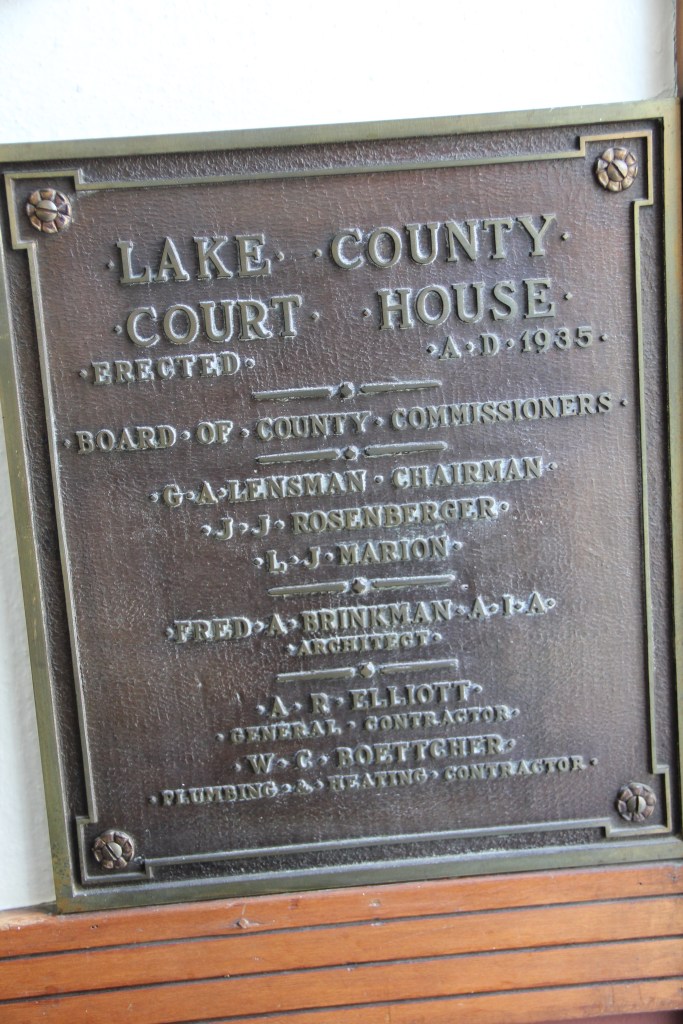 ·LAKE· ·COUNTY·
·COURT· ·HOUSE·
·ERECTED· ·A·D·1935·
·BOARD·OF·COUNTY·COMMISSIONERS·
·G·A·LENSMAN·CHAIRMAN·
·J·J·ROSENBERGER·
·L·J·MARION·
·FRED·A·BRINKMAN·A·I·A·
·ARCHITECT·
·A·R·ELLIOTT·
·GENERAL·CONTRACTOR·
·W·C·BOETTCHER·
·PLUMBING·&·HEATING·CONTRACTOR·